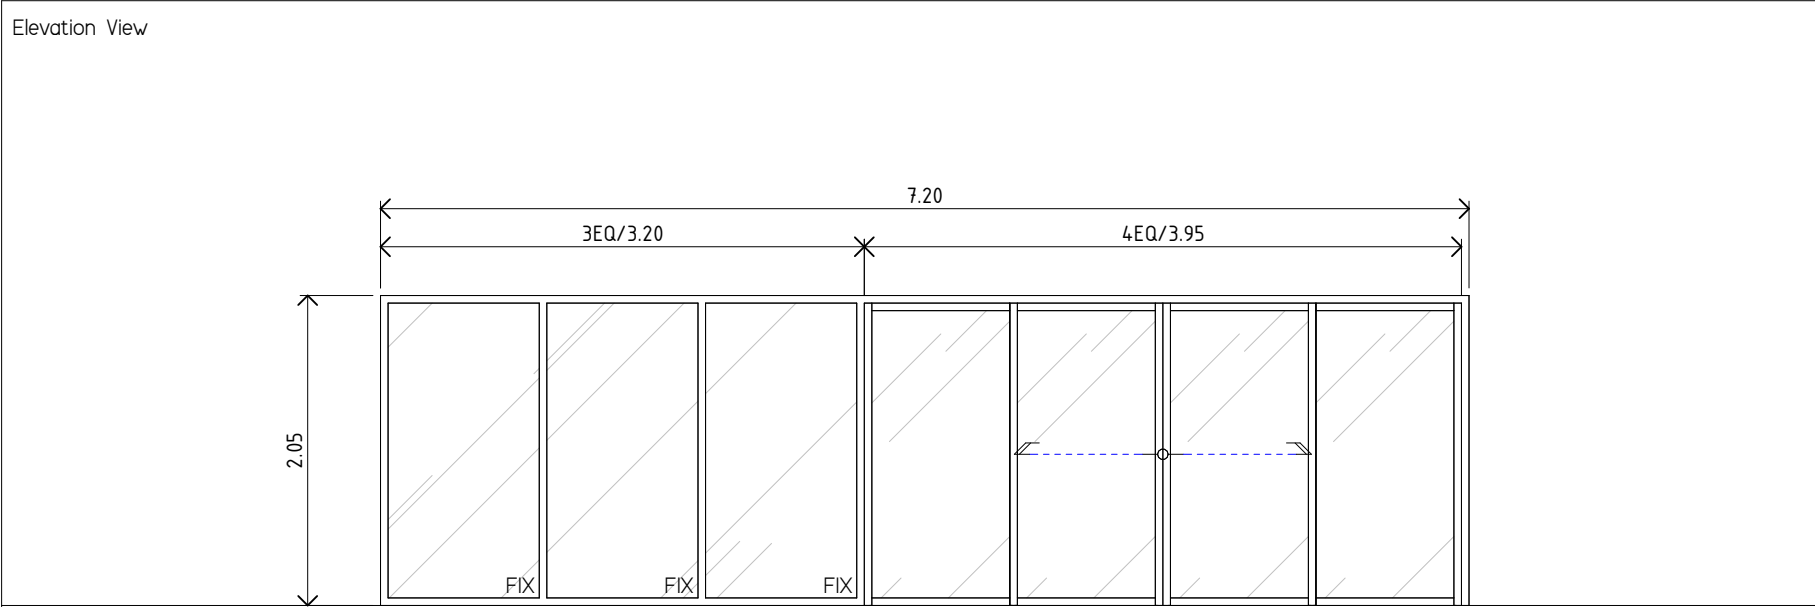 Elevation View
7.20
3EQ/3.20
4EQ/3.95
2.05
FIX
FIX
FIX